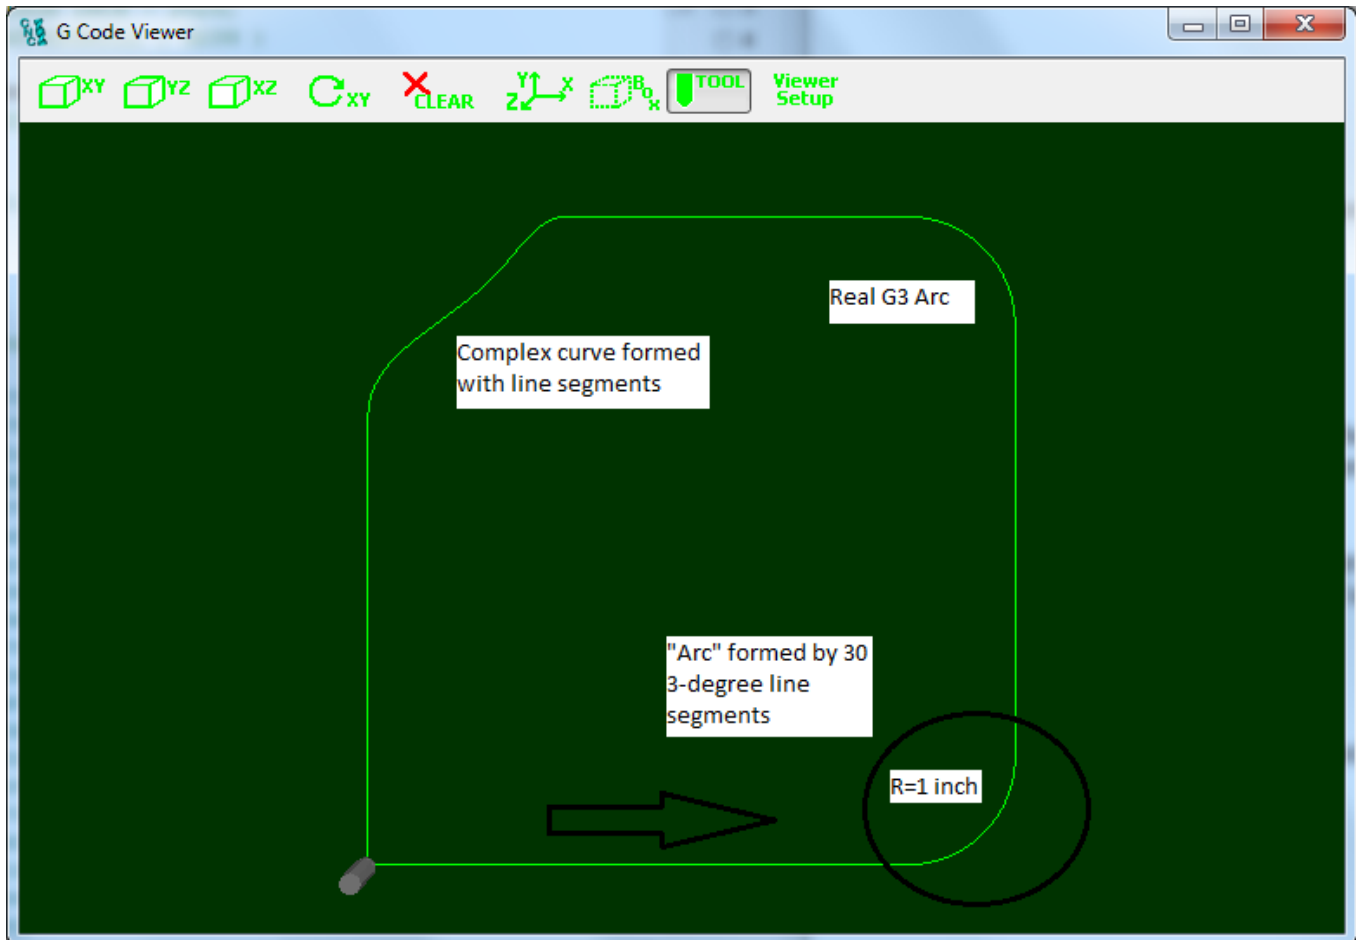 G Code Viewer
XY YZ XZ XY CLEAR Y X Z Box TOOL Viewer
Setup
Real G3 Arc
Complex curve formed
with line segments
"Arc" formed by 30
3-degree line
segments
R=1 inch